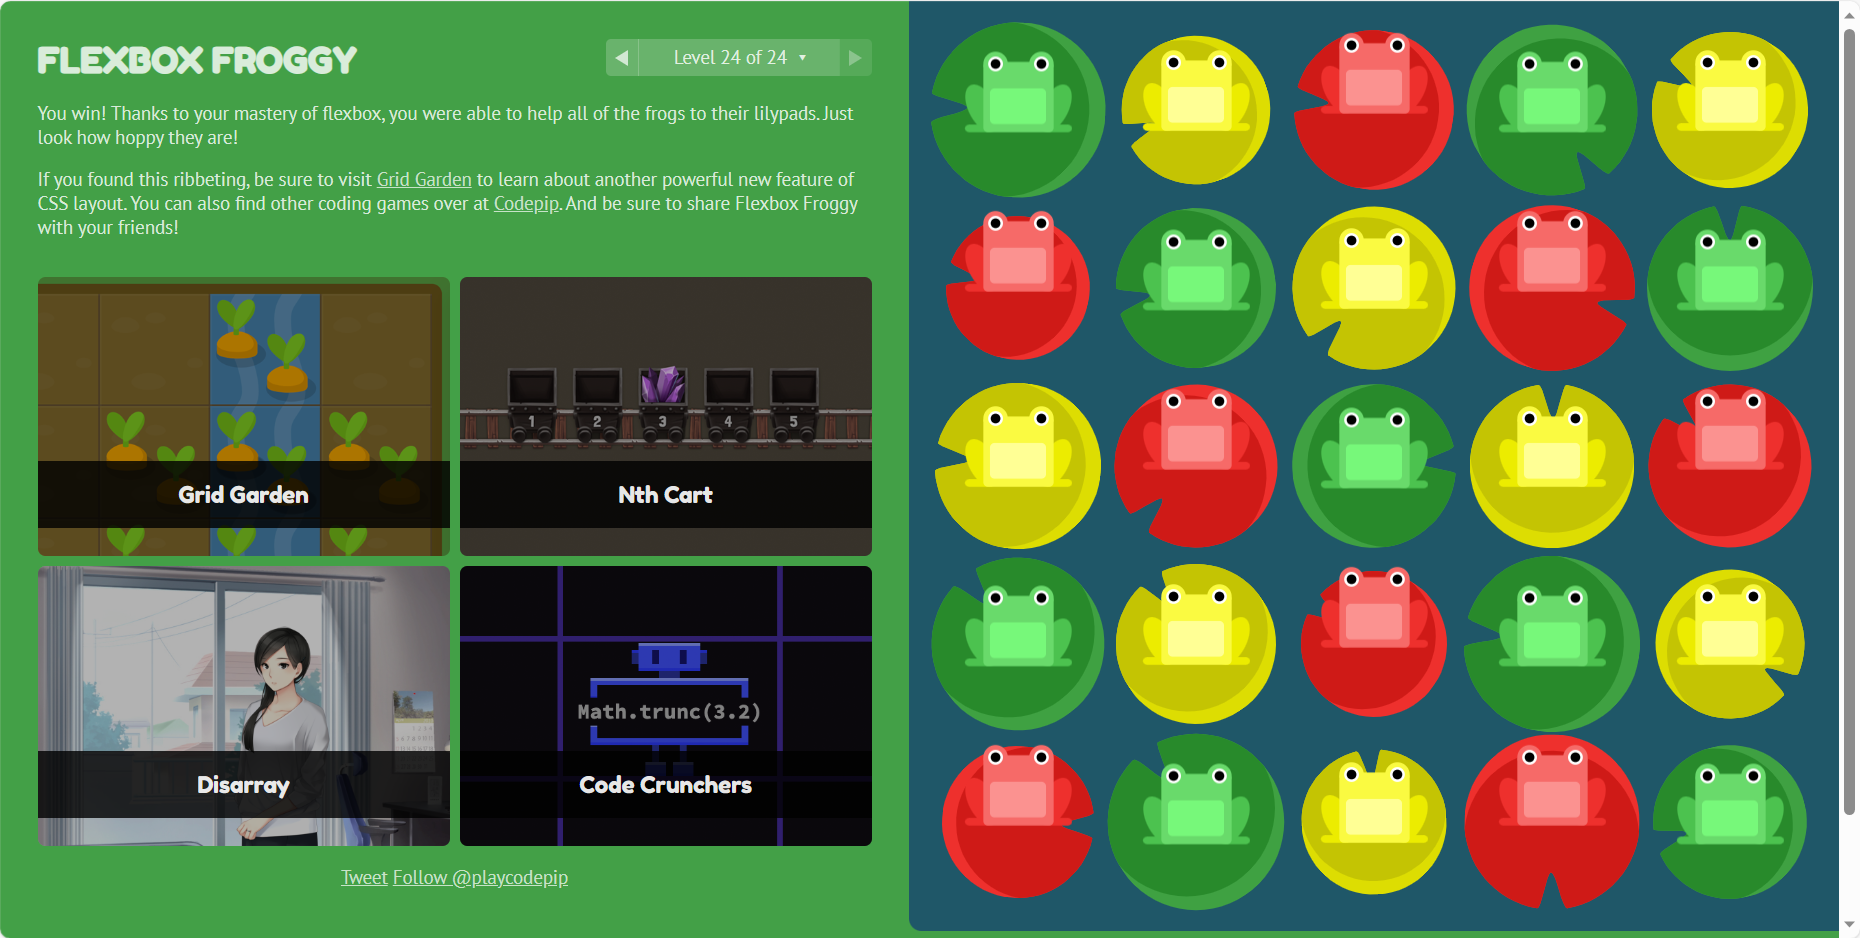 FLEXBOX FROGGY
Level 24 of 24
You win! Thanks to your mastery of flexbox, you were able to help all of the frogs to their lilypads. Just
look how hoppy they are!
If you found this ribbeting, be sure to visit Grid Garden to learn about another powerful new feature of
CSS layout. You can also find other coding games over at Codepip. And be sure to share Flexbox Froggy
with your friends!
Grid Garden
1 2 3 4 5
Nth Cart
Disarray
Math.trunc(3.2)
Code Crunchers
Tweet Follow @playcodepip